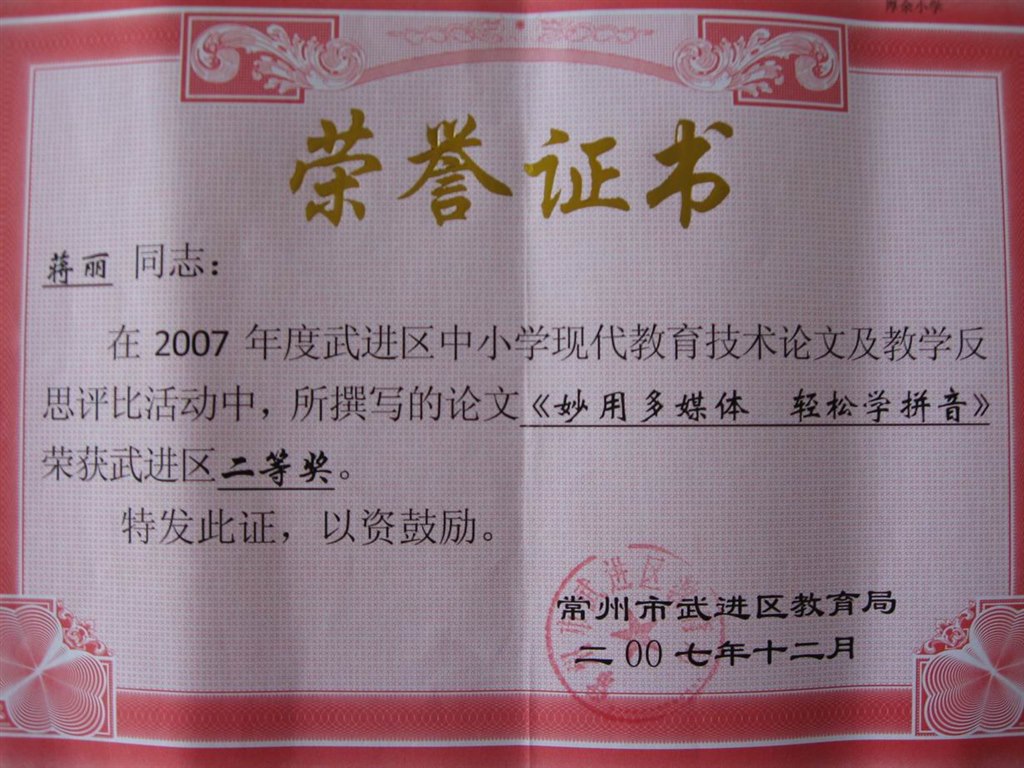 厚余小学
荣誉证书
蒋丽 同志：
在 2007 年度武进区中小学现代教育技术论文及教学反
思评比活动中，所撰写的论文《妙用多媒体 轻松学拼音》
荣获武进区二等奖。
特发此证，以资鼓励。
常州市武进区教育局
二00七年十二月